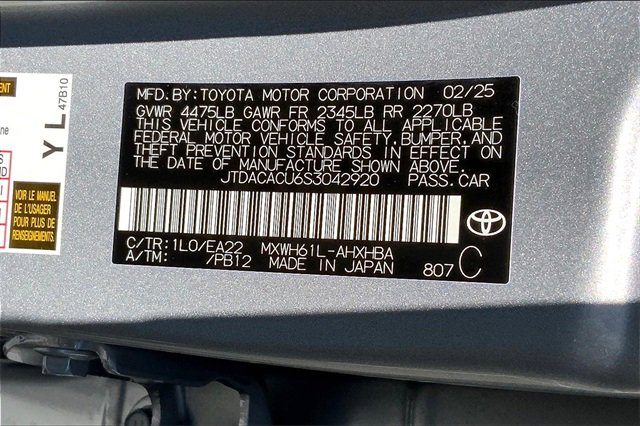 MFD. BY: TOYOTA MOTOR CORPORATION 02/25
GVWR 4475LB GAWR FR 2345LB RR 2270LB
THIS VEHICLE CONFORMS TO ALL APPLICABLE
FEDERAL MOTOR VEHICLE SAFETY, BUMPER, AND
THEFT PREVENTION STANDARDS IN EFFECT ON
THE DATE OF MANUFACTURE SHOWN ABOVE.
JTDACACU6S3042920 PASS. CAR
C/TR: 1L0/EA22 MXWH61L-AHXHBA
A/TM: /PB12 MADE IN JAPAN 807 C
YL
47B10
VOIR LE MANUEL
DE L'USAGER
POUR PLUS DE
RENSEIGNEMENTS